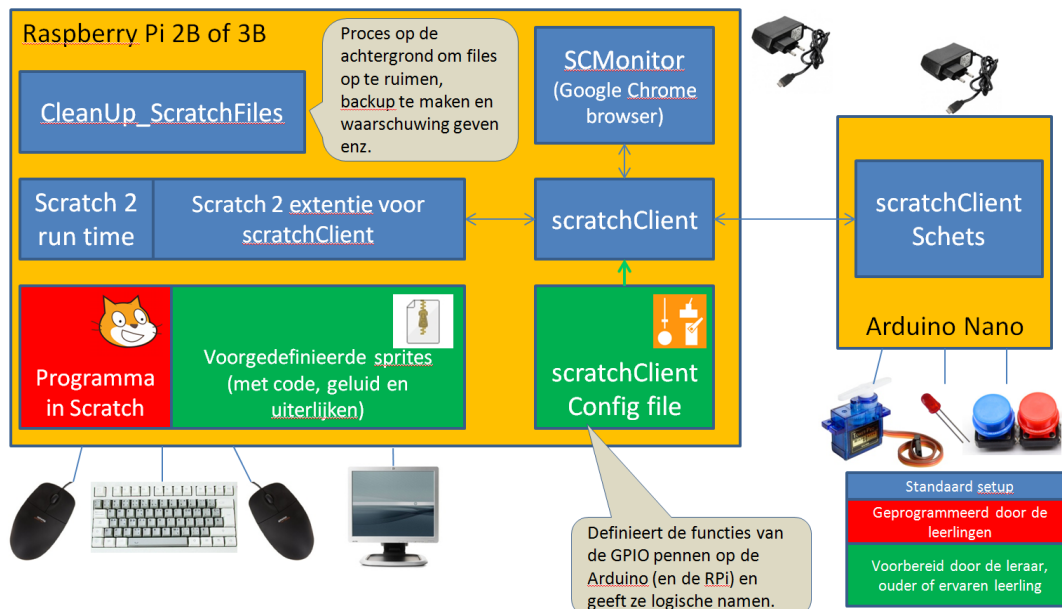 Raspberry Pi 2B of 3B
CleanUp_ScratchFiles
Proces op de
achtergrond om files
op te ruimen,
backup te maken en
waarschuwing geven
enz.
SCMonitor
(Google Chrome
browser)
Scratch 2
run time
Scratch 2 extentie voor
scratchClient
scratchClient
scratchClient
Schets
Arduino Nano
Programma
in Scratch
Voorgedefinieerde sprites
(met code, geluid en
uiterlijken)
scratchClient
Config file
Definieert de functies van
de GPIO pennen op de
Arduino (en de RPi) en
geeft ze logische namen.
Standaard setup
Geprogrammeerd door de
leerlingen
Voorbereid door de leraar,
ouder of ervaren leerling